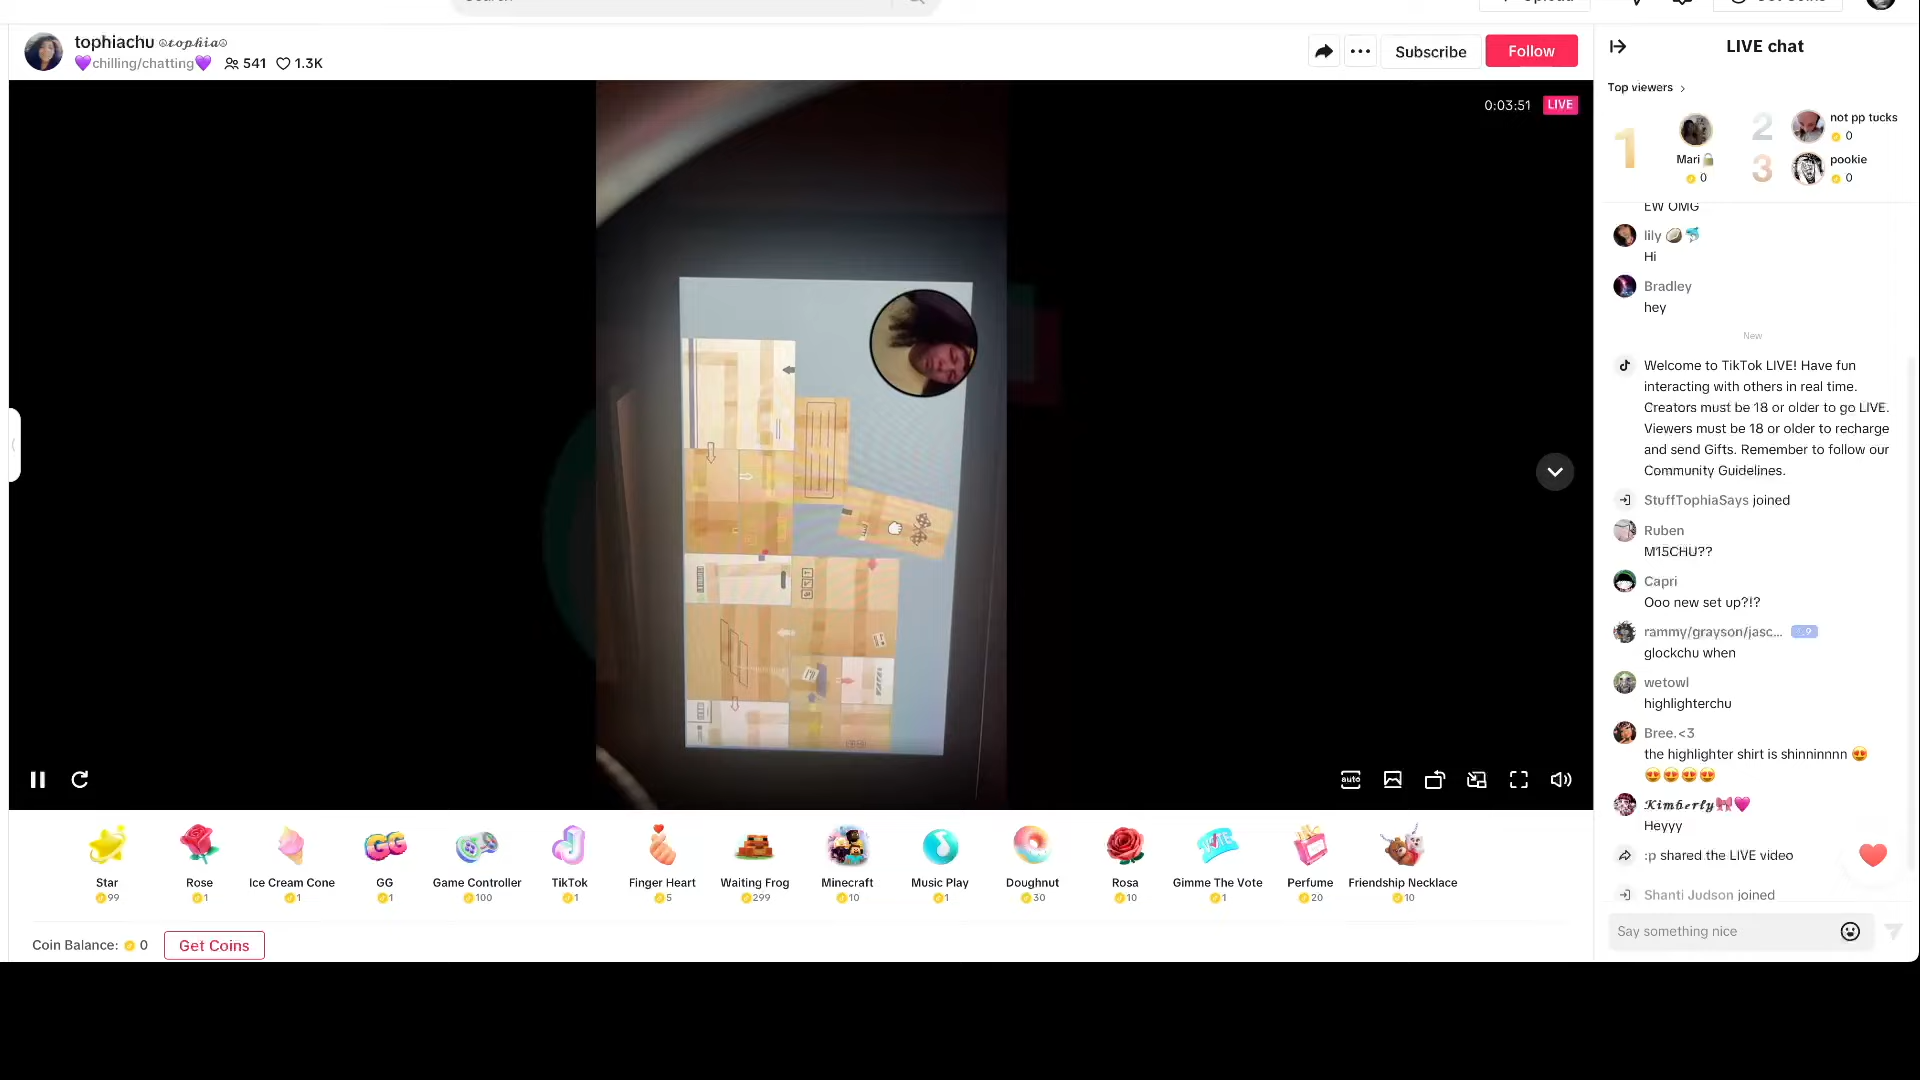 tophiachu ☺𝓽𝓸𝓹𝓱𝓲𝓪☺
💜chilling/chatting💜 541 1.3K
Subscribe
Follow
0:03:51 LIVE
auto
Star
99
Rose
1
Ice Cream Cone
1
GG
1
Game Controller
100
TikTok
1
Finger Heart
5
Waiting Frog
299
Minecraft
10
Music Play
1
Doughnut
30
Rosa
10
Gimme The Vote
1
Perfume
20
Friendship Necklace
10
Coin Balance: 0 Get Coins
LIVE chat
Top viewers
1
Mari🔒
0
2
not pp tucks
0
3
pookie
0
EW OMG
lily 🥥🐬
Hi
Bradley
hey
New
Welcome to TikTok LIVE! Have fun
interacting with others in real time.
Creators must be 18 or older to go LIVE.
Viewers must be 18 or older to recharge
and send Gifts. Remember to follow our
Community Guidelines.
StuffTophiaSays joined
Ruben
M15CHU??
Capri
Ooo new set up?!?
rammy/grayson/jasc...
glockchu when
wetowl
highlighterchu
Bree.<3
the highlighter shirt is shinninnnn 😍
😍😍😍😍
𝓚𝓲𝓶𝓫𝓮𝓻𝓵𝔂🎀💗
Heyyy
:p shared the LIVE video
Shanti Judson joined
Say something nice